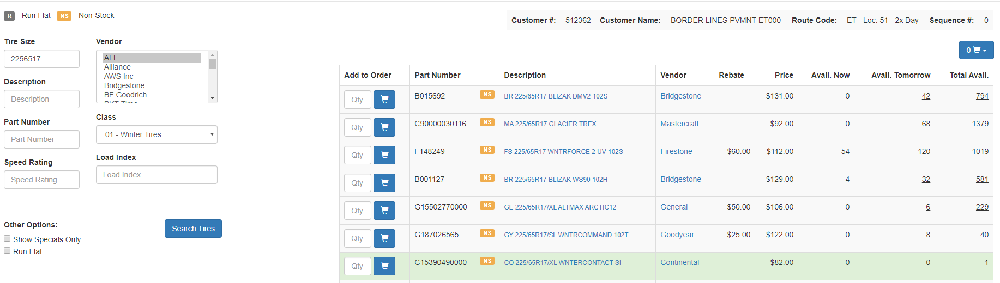 R - Run Flat NS - Non-Stock
Customer #: 512362 Customer Name: BORDER LINES PVMNT ET000 Route Code: ET - Loc. 51 - 2x Day Sequence #: 0
Tire Size
2256517
Description
Description
Part Number
Part Number
Speed Rating
Speed Rating
Vendor
ALL
Alliance
AWS Inc
Bridgestone
BF Goodrich
Class
01 - Winter Tires
Load Index
Load Index
Other Options:
Show Specials Only
Run Flat
Search Tires
0
Add to Order Part Number Description Vendor Rebate Price Avail. Now Avail. Tomorrow Total Avail.
Qty B015692 NS BR 225/65R17 BLIZAK DMV2 102S Bridgestone $131.00 0 42 794
Qty C90000030116 NS MA 225/65R17 GLACIER TREX Mastercraft $92.00 0 68 1379
Qty F148249 NS FS 225/65R17 WNTRFORCE 2 UV 102S Firestone $60.00 $112.00 54 120 1019
Qty B001127 NS BR 225/65R17 BLIZAK WS90 102H Bridgestone $129.00 4 32 581
Qty G15502770000 NS GE 225/65R17/XL ALTMAX ARCTIC12 General $50.00 $106.00 0 6 229
Qty G187026565 NS GY 225/65R17/SL WNTRCOMMAND 102T Goodyear $25.00 $122.00 0 8 40
Qty C15390490000 NS CO 225/65R17/XL WNTERCONTACT SI Continental $82.00 0 0 1